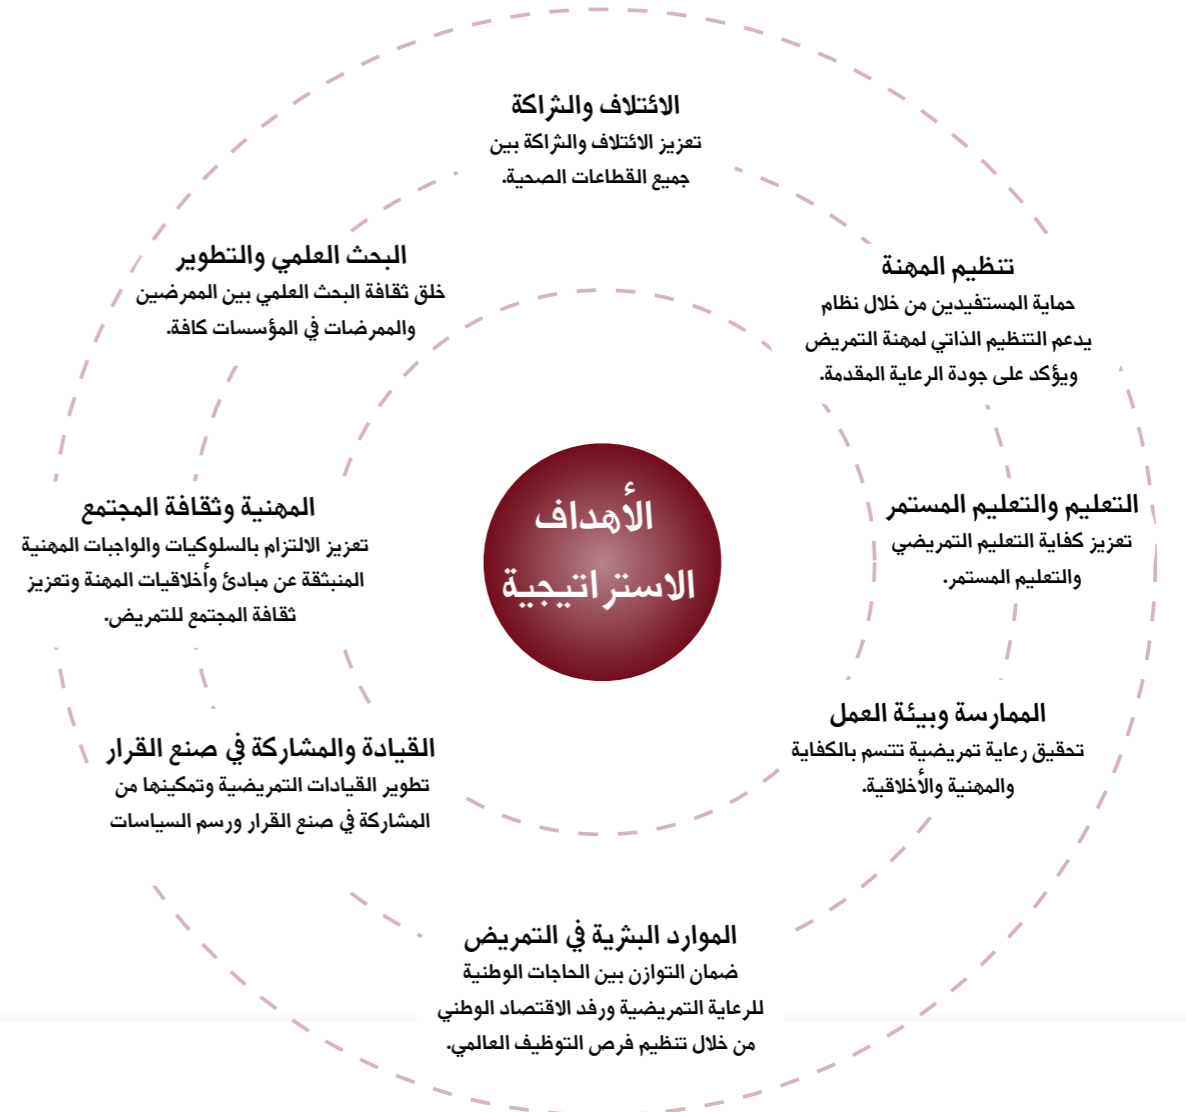 الائتلاف والشراكة
تعزيز الائتلاف والشراكة بين
جميع القطاعات الصحية.
تنظيم المهنة
حماية المستفيدين من خلال نظام
يدعم التنظيم الذاتي لمهنة التمريض
ويؤكد على جودة الرعاية المقدمة.
البحث العلمي والتطوير
خلق ثقافة البحث العلمي بين الممرضين
والممرضات في المؤسسات كافة.
الأهداف
الاستراتيجية
التعليم والتعليم المستمر
تعزيز كفاية التعليم التمريضي
والتعليم المستمر.
المهنية وثقافة المجتمع
تعزيز الالتزام بالسلوكيات والواجبات المهنية
المنبثقة عن مبادئ وأخلاقيات المهنة وتعزيز
ثقافة المجتمع للتمريض.
الممارسة وبيئة العمل
تحقيق رعاية تمريضية تتسم بالكفاية
والمهنية والأخلاقية.
القيادة والمشاركة في صنع القرار
تطوير القيادات التمريضية وتمكينها من
المشاركة في صنع القرار ورسم السياسات
الموارد البشرية في التمريض
ضمان التوازن بين الحاجات الوطنية
للرعاية التمريضية ورفد الاقتصاد الوطني
من خلال تنظيم فرص التوظيف العالمي.